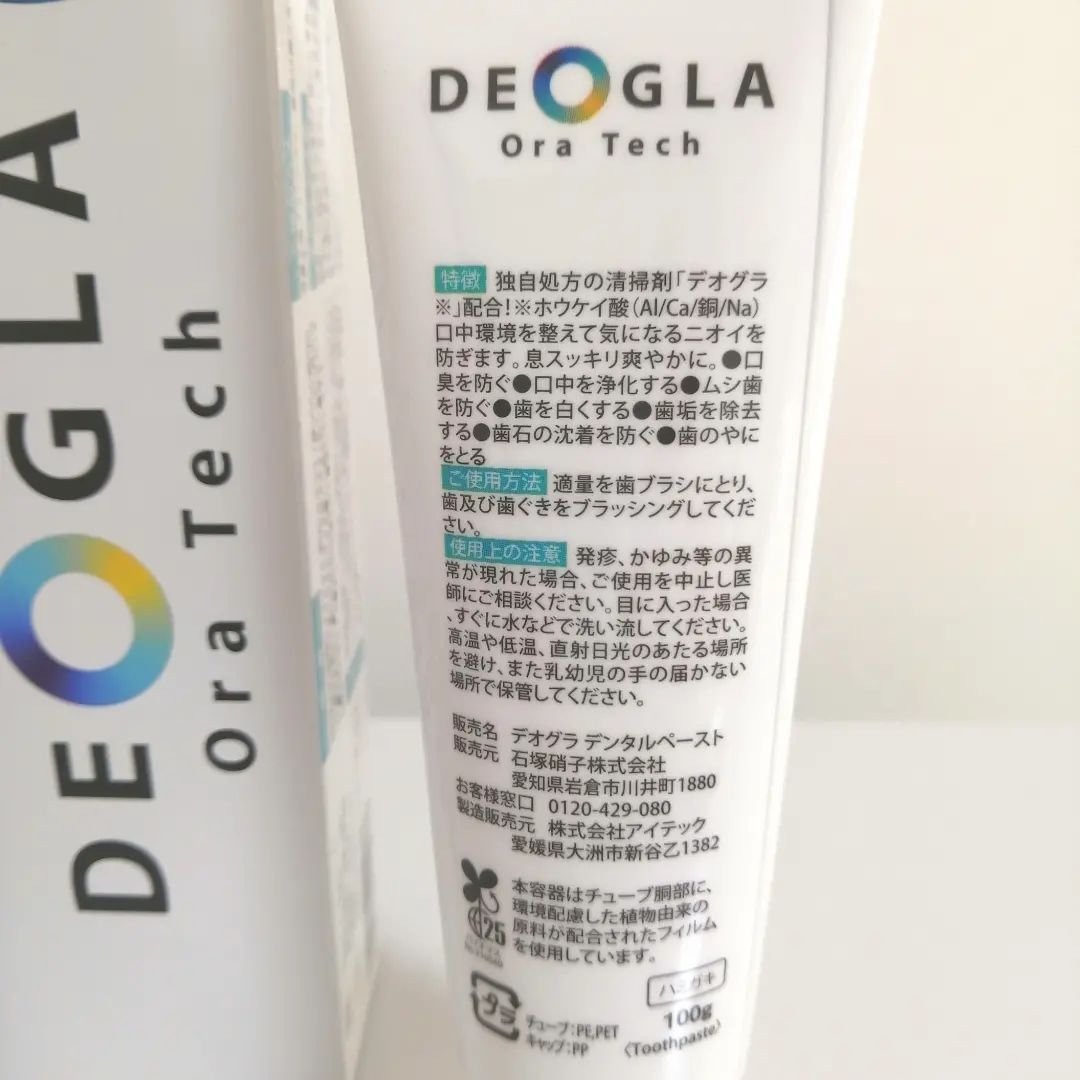 DEOGLA
Ora Tech
DEOGLA
Ora Tech
特徴 独自処方の清掃剤「デオグラ
※」配合!※ホウケイ酸(Al/Ca/銅/Na)
口中環境を整えて気になるニオイを
防ぎます。息スッキリ爽やかに。●口
臭を防ぐ●口中を浄化する●ムシ歯
を防ぐ●歯を白くする●歯垢を除去
する●歯石の沈着を防ぐ●歯のやに
をとる
ご使用方法 適量を歯ブラシにとり、
歯及び歯ぐきをブラッシングしてくだ
さい。
使用上の注意 発疹、かゆみ等の異
常が現れた場合、ご使用を中止し医
師にご相談ください。目に入った場合
、すぐに水などで洗い流してください。
高温や低温、直射日光のあたる場所
を避け、また乳幼児の手の届かない
場所で保管してください。
販売名 デオグラ デンタルペースト
販売元 石塚硝子株式会社
愛知県岩倉市川井町1880
お客様窓口 0120-429-080
製造販売元 株式会社アイテック
愛媛県大洲市新谷乙1382
本容器はチューブ胴部に、
環境配慮した植物由来の
原料が配合されたフィルム
を使用しています。
25
プラ
チューブ:PE,PET
キャップ:PP
ハミガキ
100g
(Toothpaste)